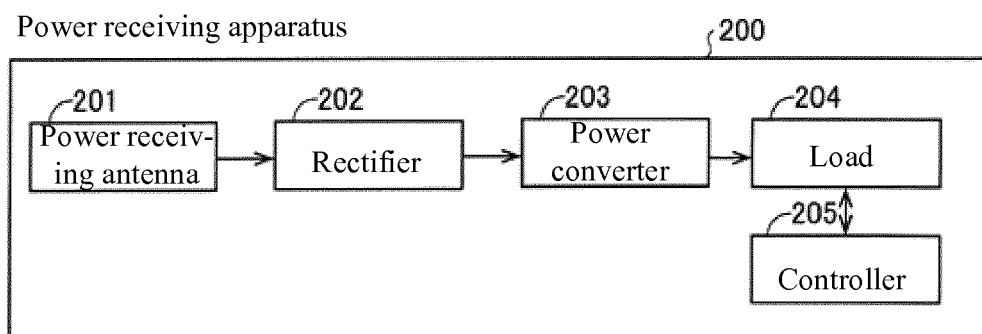 Power receiving apparatus
200
201
202
203
204
Power receiv-
ing antenna
Rectifier
Power
converter
Load
205
Controller